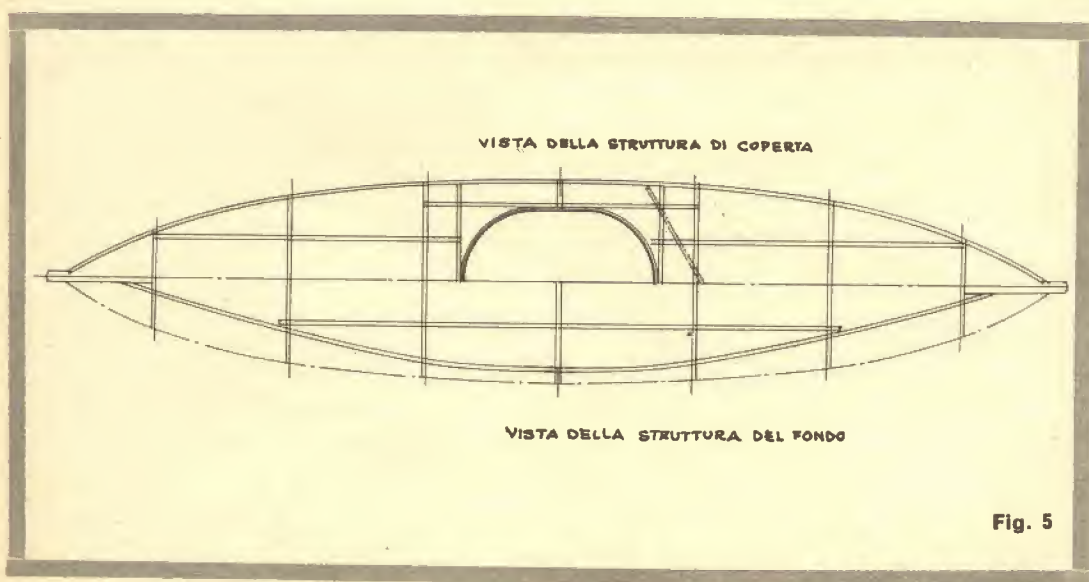 VISTA DELLA STRUTTURA DI COPERTA
VISTA DELLA STRUTTURA DEL FONDO
Fig. 5